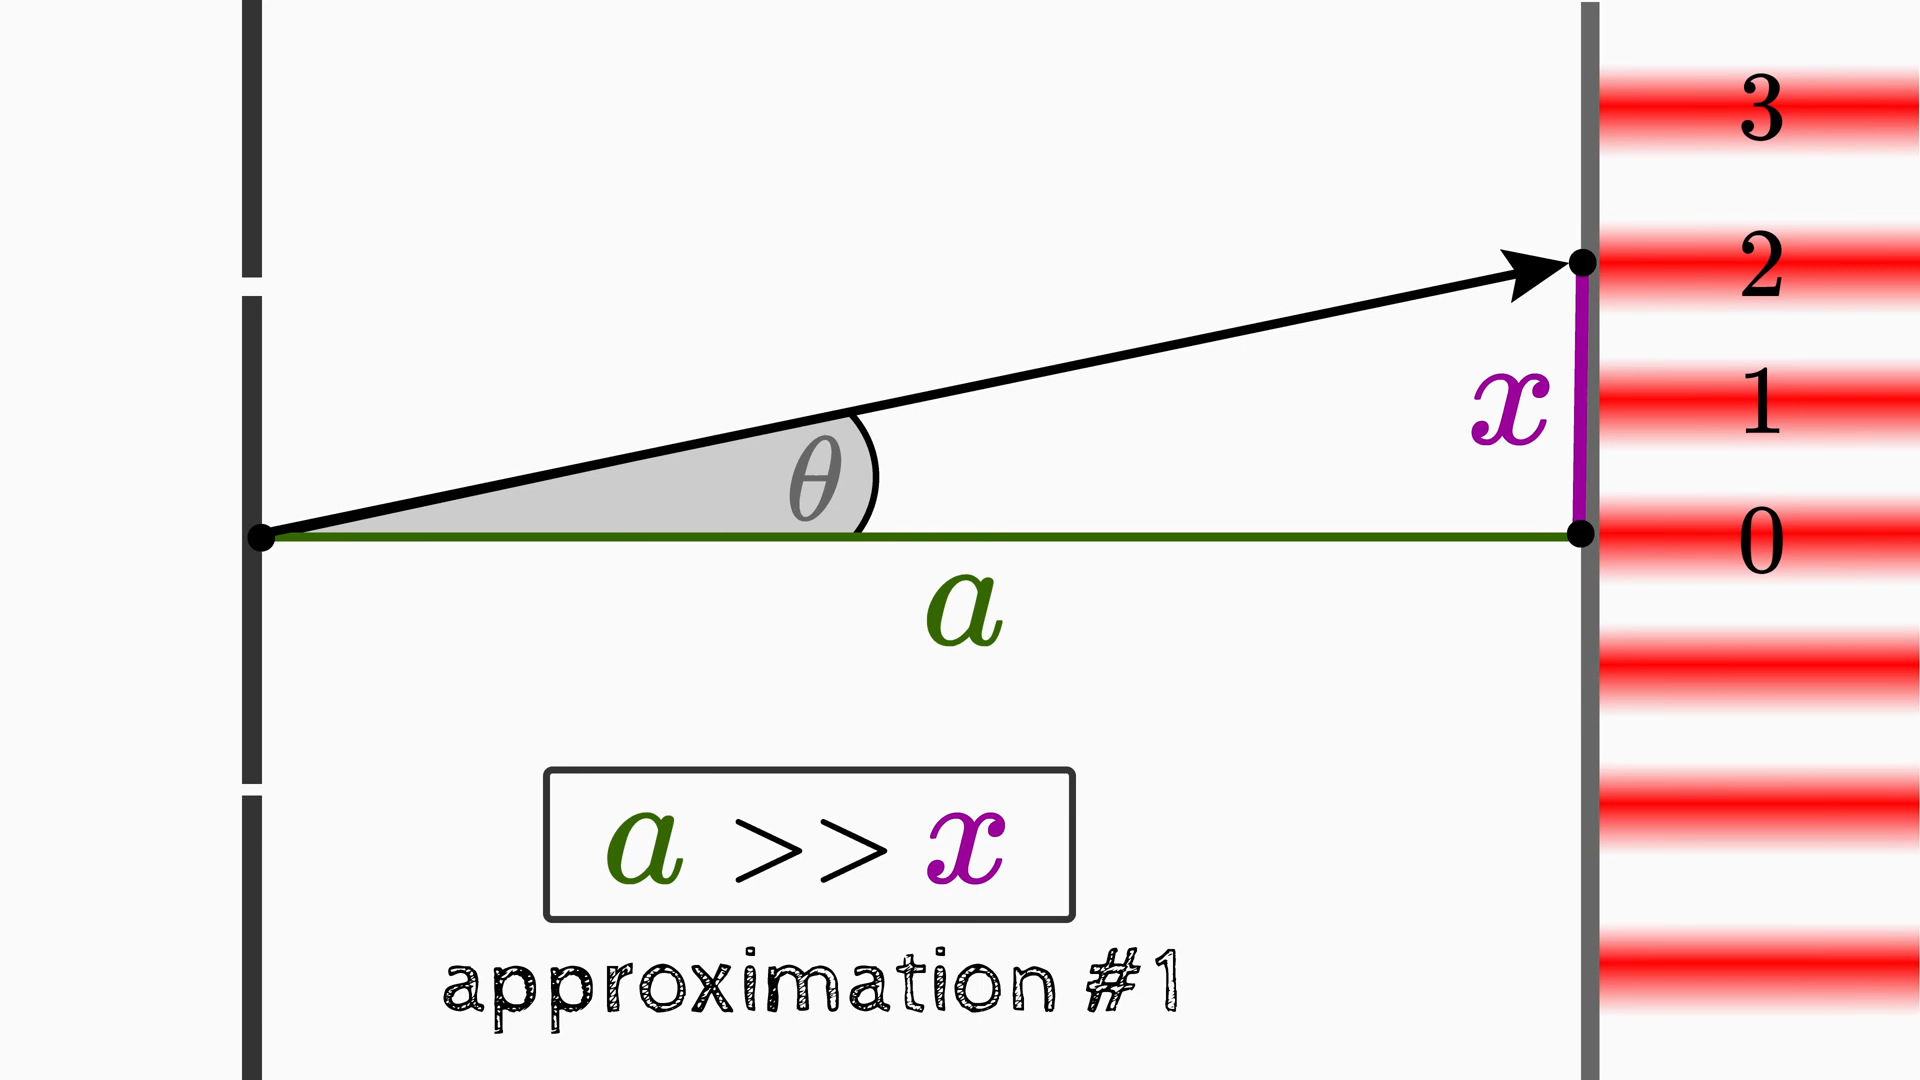 3
2
x
1
θ
0
a
a >> x
approximation #1